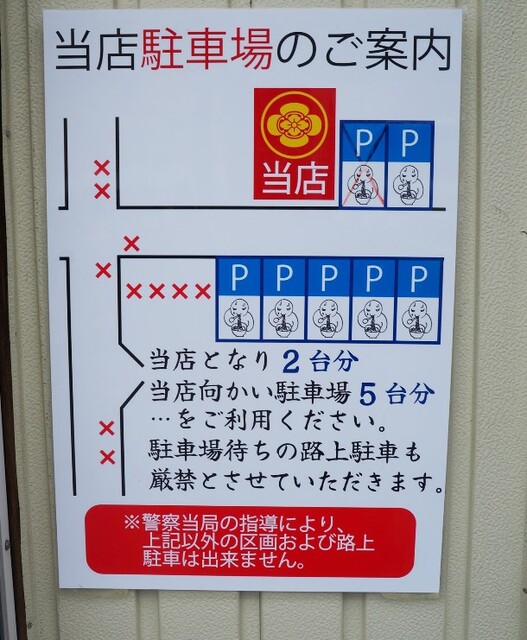 当店駐車場のご案内
当店
P P
P P P P P
当店となり2台分
当店向かい駐車場5台分
…をご利用ください。
駐車場待ちの路上駐車も
厳禁とさせていただきます。
※警察当局の指導により、
上記以外の区画および路上
駐車は出来ません。